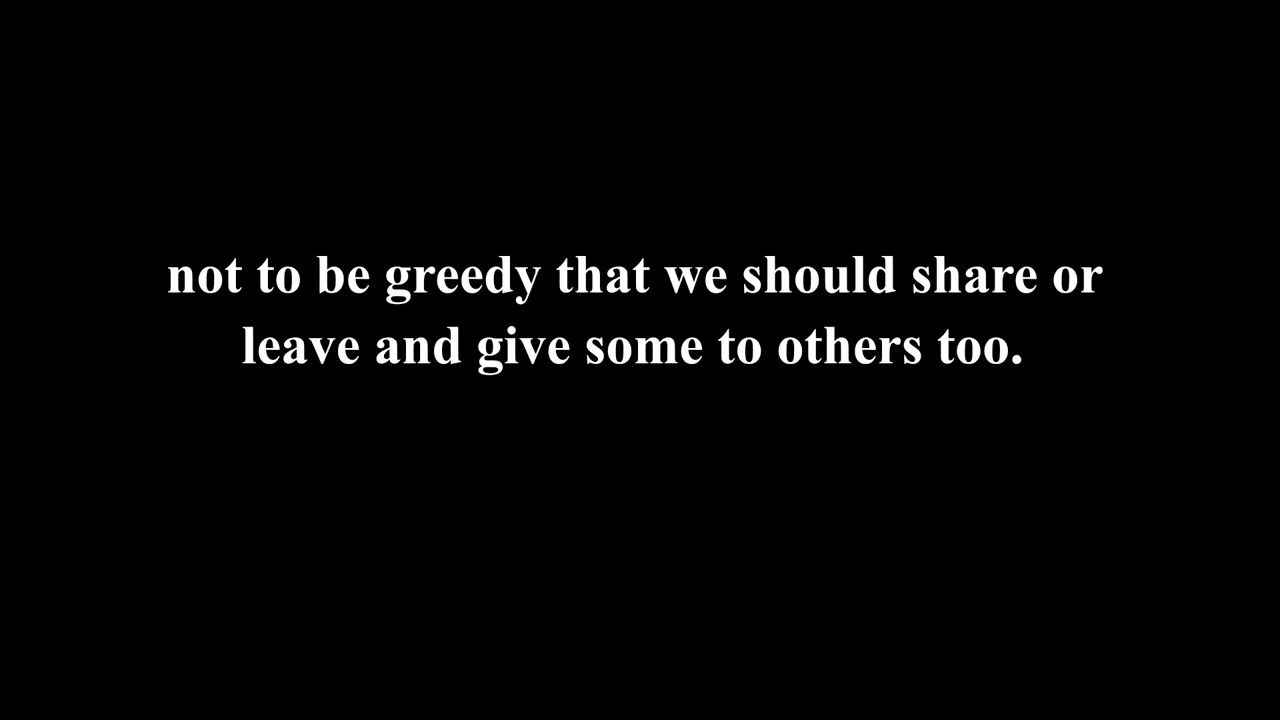 not to be greedy that we should share or
leave and give some to others too.